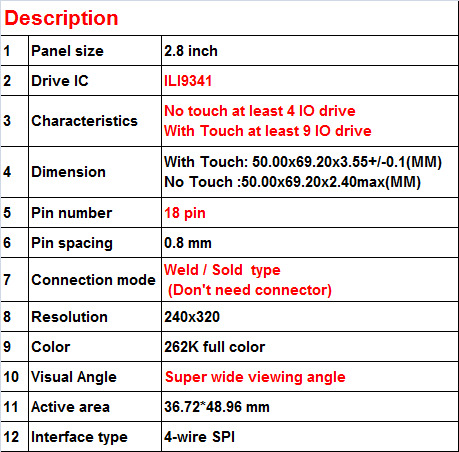 Description
1 Panel size 2.8 inch
2 Drive IC ILI9341
3 Characteristics No touch at least 4 IO drive
With Touch at least 9 IO drive
4 Dimension With Touch: 50.00x69.20x3.55+/-0.1(MM)
No Touch :50.00x69.20x2.40max(MM)
5 Pin number 18 pin
6 Pin spacing 0.8 mm
7 Connection mode Weld / Sold type
(Don't need connector)
8 Resolution 240x320
9 Color 262K full color
10 Visual Angle Super wide viewing angle
11 Active area 36.72*48.96 mm
12 Interface type 4-wire SPI